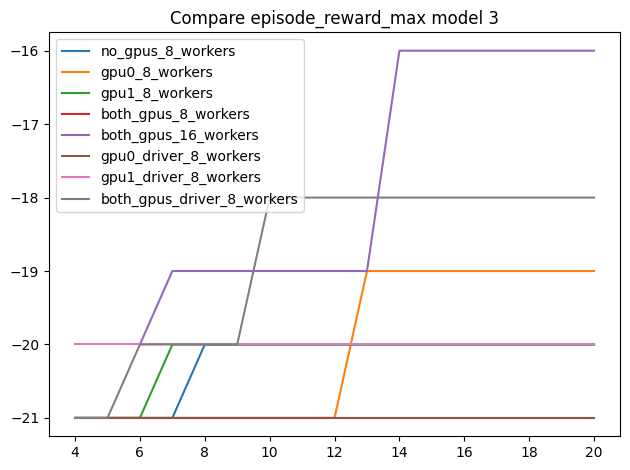 Compare episode_reward_max model 3
no_gpus_8_workers
gpu0_8_workers
gpu1_8_workers
both_gpus_8_workers
both_gpus_16_workers
gpu0_driver_8_workers
gpu1_driver_8_workers
both_gpus_driver_8_workers
−16
−17
−18
−19
−20
−21
4 6 8 10 12 14 16 18 20